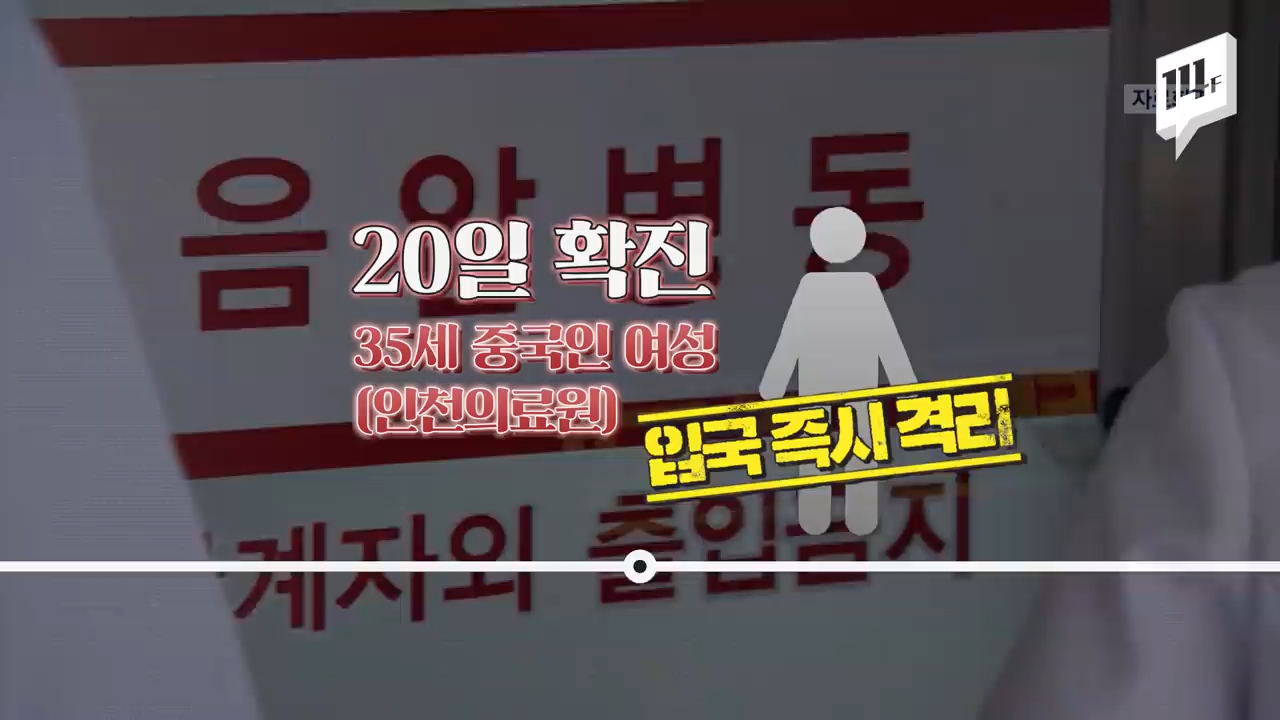 음압병동
20일 확진
35세 중국인 여성
(인천의료원)
입국 즉시 격리
계자외 출입금지